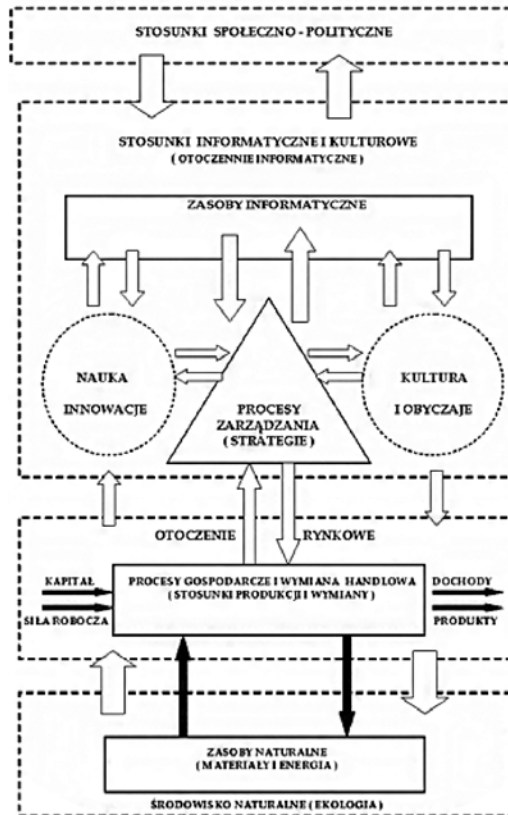 STOSUNKI SPOŁECZNO - POLITYCZNE
STOSUNKI INFORMATYCZNE I KULTUROWE
( OTOCZENNIE INFORMATYCZNE)
ZASOBY INFORMATYCZNE
NAUKA
INNOWACJE
PROCESY
ZARZĄDZANIA
( STRATEGIE)
KULTURA
I OBYCZAJE
OTOCZENIE
RYNKOWE
KAPITAŁ
SIŁA ROBOCZA
PROCESY GOSPODARCZE I WYMIANA HANDLOWA
(STOSUNKI PRODUKCJI I WYMIANY)
DOCHODY
PRODUKTY
ZASOBY NATURALNE
(MATERIAŁY I ENERGIA)
ŚRODOWISKO NATURALNE (EKOLOGIA)